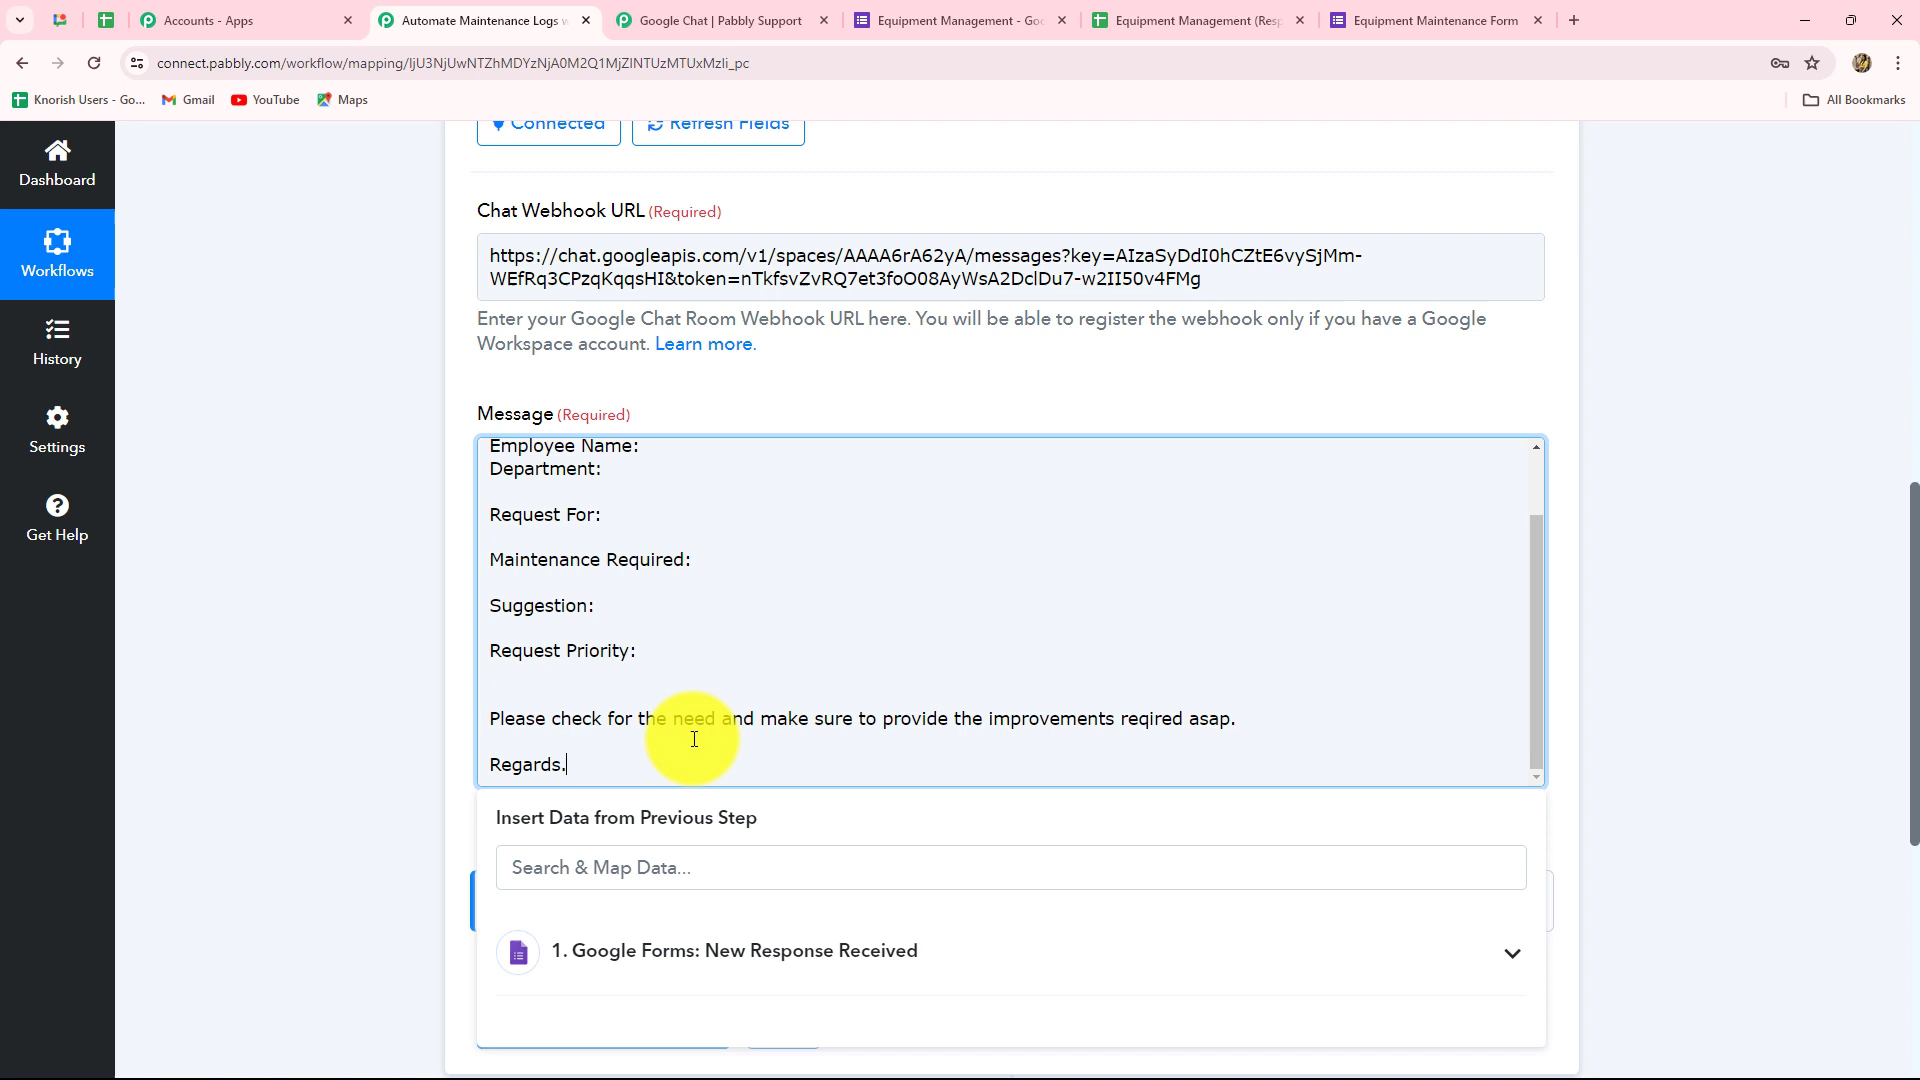 Accounts - Apps
Automate Maintenance Logs w
Google Chat | Pabbly Support
Equipment Management - Goo
Equipment Management (Resp
Equipment Maintenance Form
connect.pabbly.com/workflow/mapping/IjU3NjUwNTZhMDYzNjA0M2Q1MjZlNTUzMTUxMzIi_pc
Knorish Users - Go...
Gmail
YouTube
Maps
All Bookmarks
Dashboard
Workflows
History
Settings
Get Help
Connected
Refresh Fields
Chat Webhook URL (Required)
https://chat.googleapis.com/v1/spaces/AAAA6rA62yA/messages?key=AIzaSyDdI0hCZtE6vySjMm-
WEfRq3CPzqKqqsHI&token=nTkfsvZvRQ7et3foO08AyWsA2DclDu7-w2II50v4FMg
Enter your Google Chat Room Webhook URL here. You will be able to register the webhook only if you have a Google
Workspace account. Learn more.
Message (Required)
Employee Name:
Department:
Request For:
Maintenance Required:
Suggestion:
Request Priority:
Please check for the need and make sure to provide the improvements reqired asap.
Regards.
Insert Data from Previous Step
Search & Map Data...
1. Google Forms: New Response Received